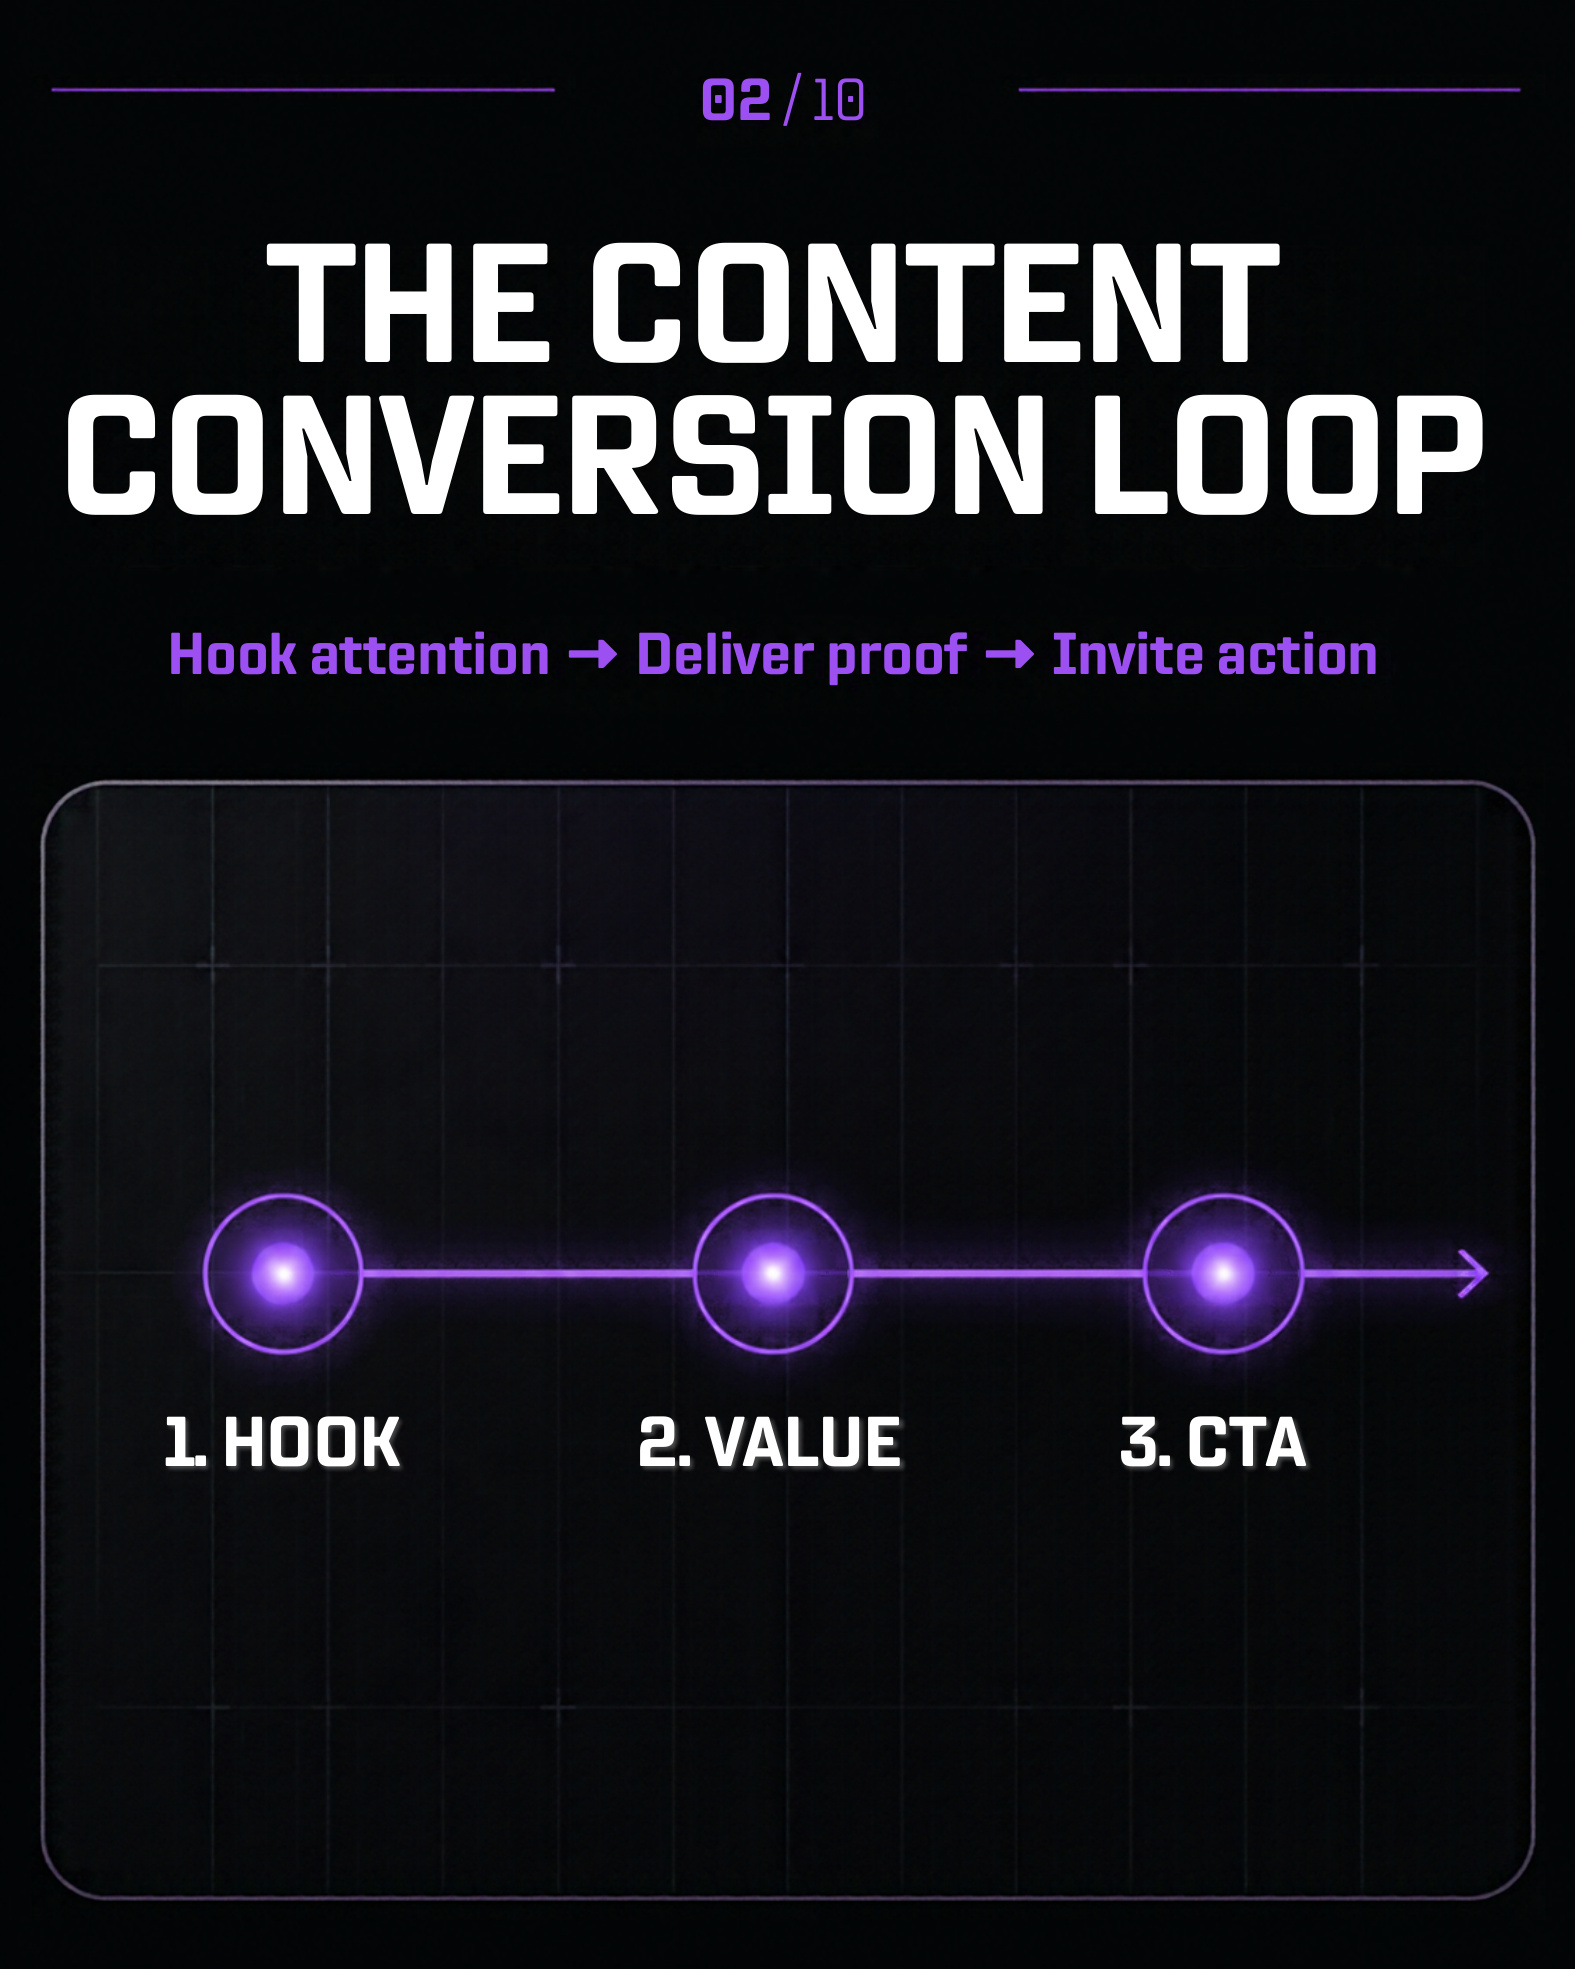 02/10
THE CONTENT
CONVERSION LOOP
Hook attention → Deliver proof → Invite action
1. HOOK
2. VALUE
3. CTA